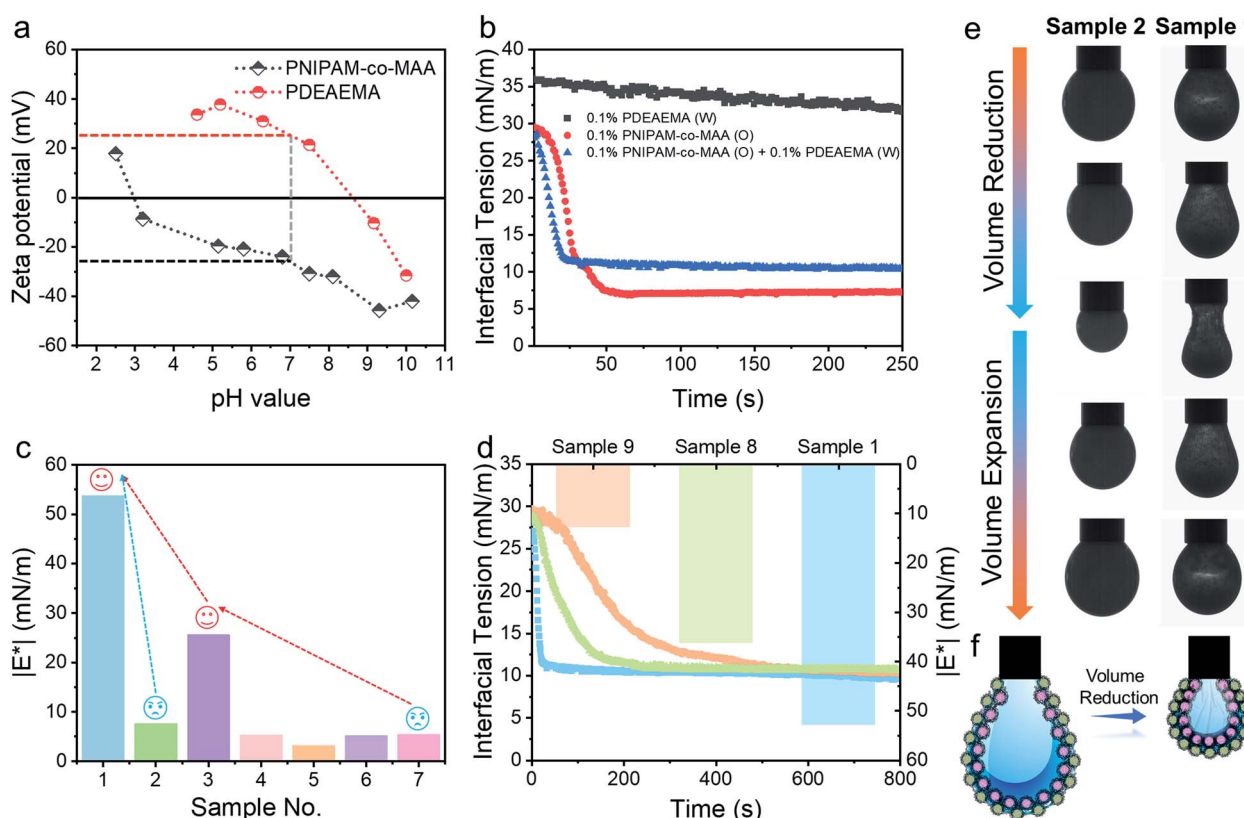 a
60
40
20
0
-20
-40
-60
Zeta potential (mV)
PNIPAM-co-MAA
PDEAEMA
2 3 4 5 6 7 8 9 10 11
pH value
b
40
35
30
25
20
15
10
5
0
Interfacial Tension (mN/m)
0.1% PDEAEMA (W)
0.1% PNIPAM-co-MAA (O)
0.1% PNIPAM-co-MAA (O) + 0.1% PDEAEMA (W)
50 100 150 200 250
Time (s)
c
60
50
40
30
20
10
0
|E*| (mN/m)
1 2 3 4 5 6 7
Sample No.
d
Sample 9 Sample 8 Sample 1
35
30
25
20
15
10
5
0
Interfacial Tension (mN/m)
0
10
20
30
40
50
60
|E*| (mN/m)
0 200 400 600 800
Time (s)
e
Sample 2 Sample
Volume Reduction
Volume Expansion
f
Volume
Reduction